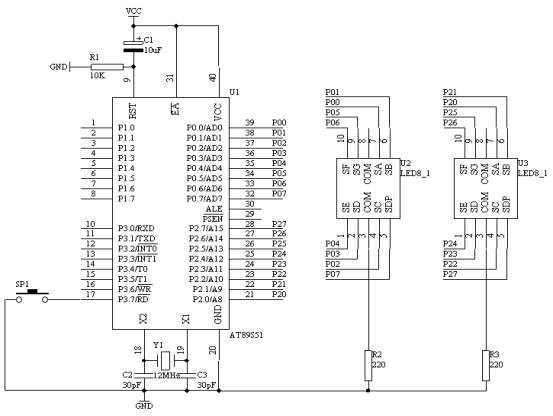 VCC
C1
10uF
R1
GND
10K
9
31
40
U1
RST
EA
VCC
1 P1.0 P0.0/AD0 39 P00
2 P1.1 P0.1/AD1 38 P01
3 P1.2 P0.2/AD2 37 P02
4 P1.3 P0.3/AD3 36 P03
5 P1.4 P0.4/AD4 35 P04
6 P1.5 P0.5/AD5 34 P05
7 P1.6 P0.6/AD6 33 P06
8 P1.7 P0.7/AD7 32 P07
ALE 30
PSEN 29
10 P3.0/RXD P2.7/A15 28 P27
11 P3.1/TXD P2.6/A14 27 P26
12 P3.2/INT0 P2.5/A13 26 P25
13 P3.3/INT1 P2.4/A12 25 P24
14 P3.4/T0 P2.3/A11 24 P23
15 P3.5/T1 P2.2/A10 23 P22
16 P3.6/WR P2.1/A9 22 P21
17 P3.7/RD P2.0/A8 21 P20
SP1
X2
X1
GND
AT89S51
18
19
20
Y1
12MHz
C2
30pF
C3
30pF
GND
P01
P00
P05
P06
10 9 8 7 6
U2
LED8_1
SF SG COM SA SB
SE SD COM SC SDP
1 2 3 4 5
P04
P03
P02
P07
R2
220
P21
P20
P25
P26
10 9 8 7 6
U3
LED8_1
SF SG COM SA SB
SE SD COM SC SDP
1 2 3 4 5
P24
P23
P22
P27
R3
220